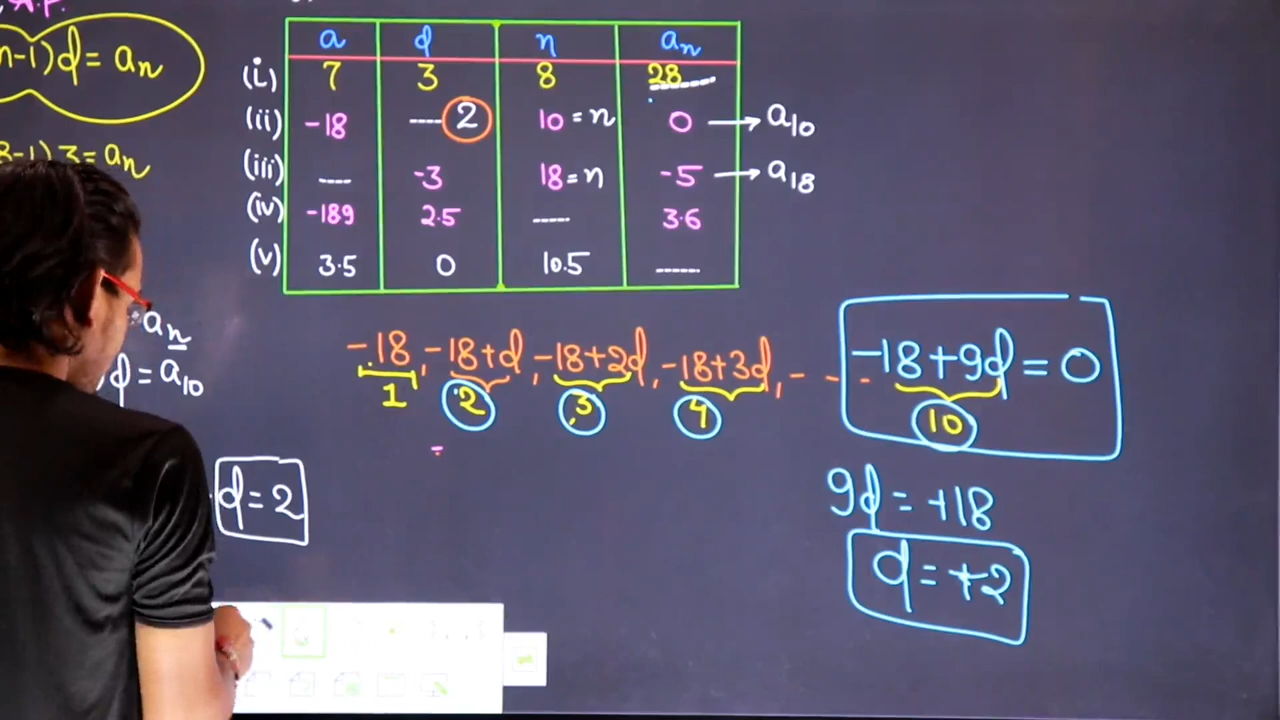 A.P.
n-1)d = an
8-1) 3 = an
a d n an
(i) 7 3 8 28
(ii) -18 ---- 2 10 = n 0 → a10
(iii) ---- -3 18 = n -5 → a18
(iv) -189 2.5 ---- 3.6
(v) 3.5 0 10.5 ----
an
d = a10
d = 2
-18, -18+d, -18+2d, -18+3d, - - - -18+9d = 0
1 2 3 4 10
9d = +18
d = +2